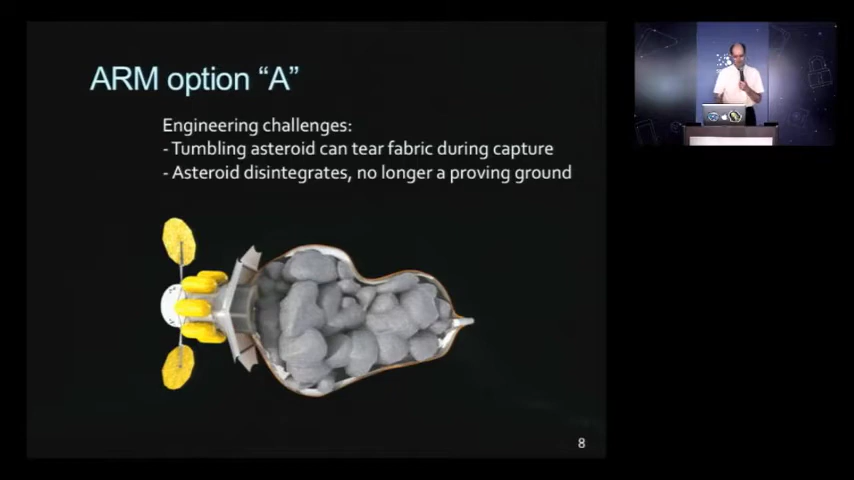 ARM option “A”
Engineering challenges:
- Tumbling asteroid can tear fabric during capture
- Asteroid disintegrates, no longer a proving ground
8